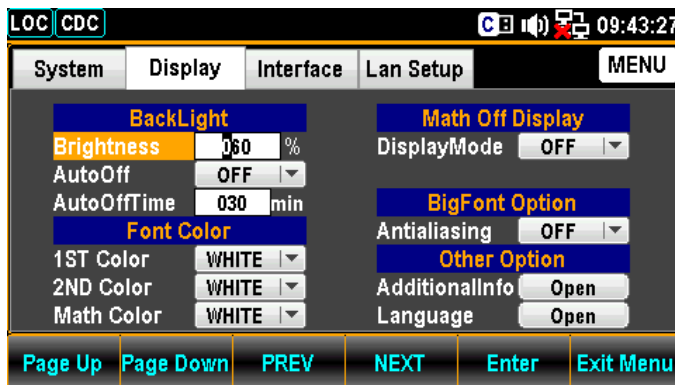 LOC CDC C 09:43:27
System Display Interface Lan Setup MENU
BackLight
Brightness 060 %
AutoOff OFF
AutoOffTime 030 min
Font Color
1ST Color WHITE
2ND Color WHITE
Math Color WHITE
Math Off Display
DisplayMode OFF
BigFont Option
Antialiasing OFF
Other Option
AdditionalInfo Open
Language Open
Page Up Page Down PREV NEXT Enter Exit Menu